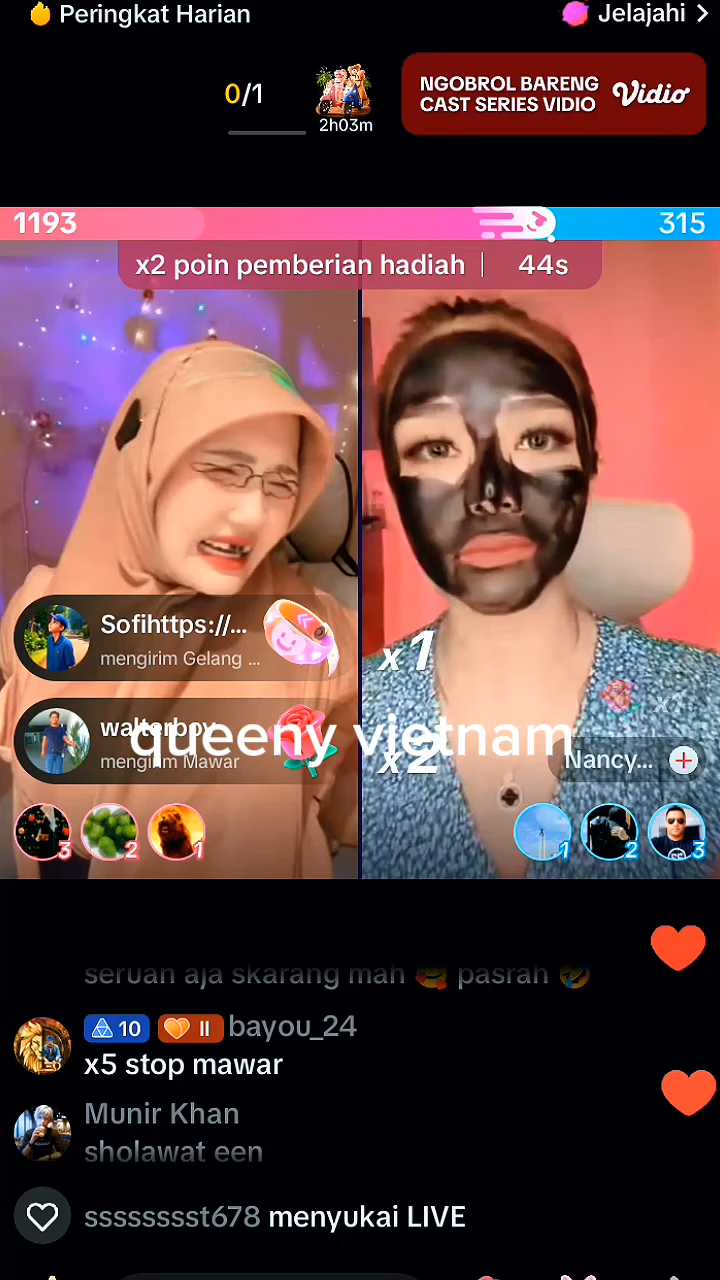 Peringkat Harian
Jelajahi >
0/1
2h03m
NGOBROL BARENG
CAST SERIES VIDIO
Vidio
1193
315
x2 poin pemberian hadiah | 44s
Sofihttps://...
mengirim Gelang ...
walterboy
mengirim Mawar
x1
x2
queeny vietnam
Nancy...
3
2
1
1
2
3
seruan aja skarang mah 🥰 pasrah 🤣
10
II
bayou_24
x5 stop mawar
Munir Khan
sholawat een
sssssssst678 menyukai LIVE